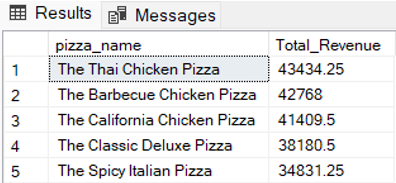 Results Messages
pizza_name Total_Revenue
1 The Thai Chicken Pizza 43434.25
2 The Barbecue Chicken Pizza 42768
3 The California Chicken Pizza 41409.5
4 The Classic Deluxe Pizza 38180.5
5 The Spicy Italian Pizza 34831.25